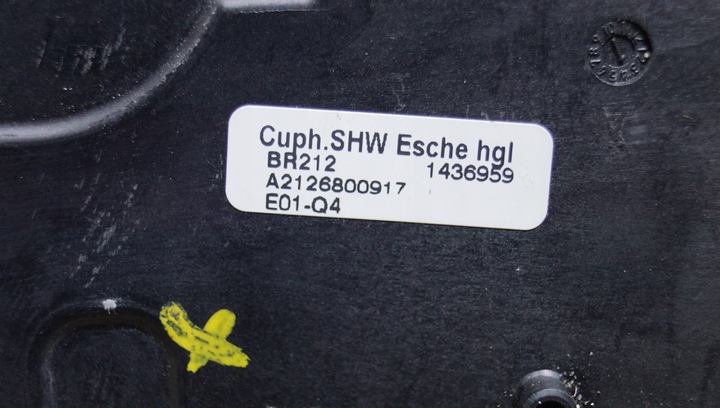 Cuph.SHW Esche hgl
BR212 1436959
A2126800917
E01-Q4